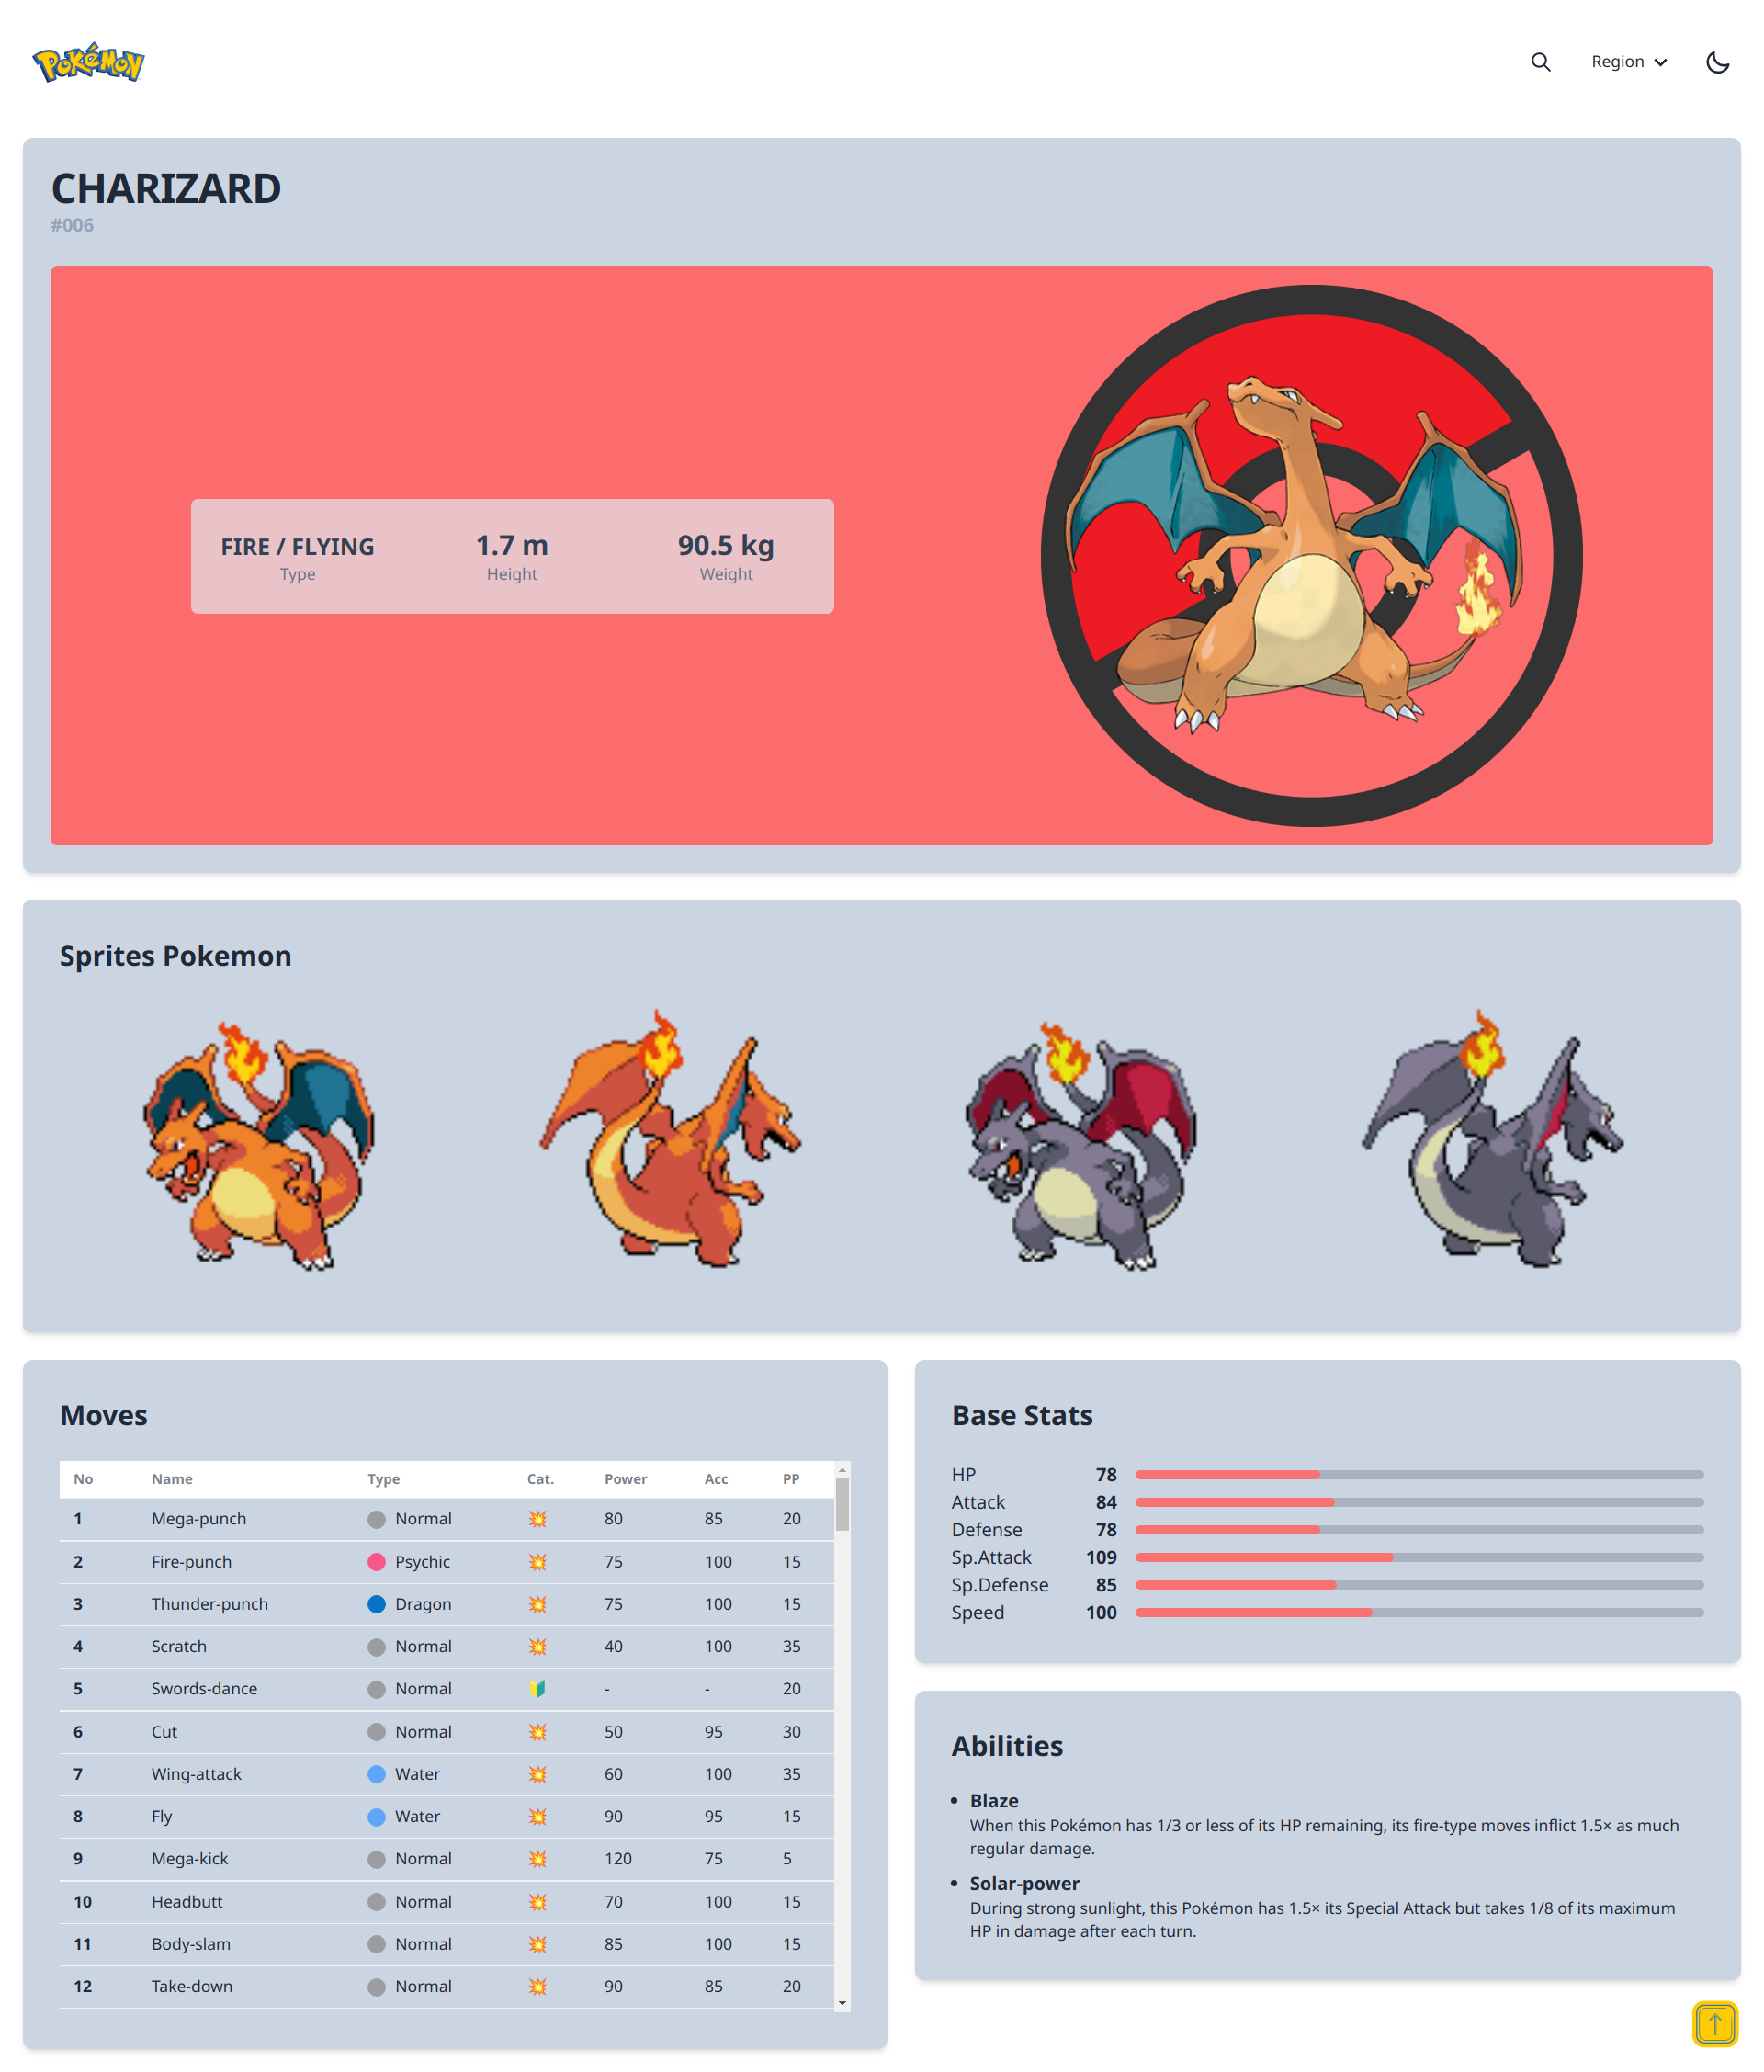 Pokémon
Region
CHARIZARD
#006
FIRE / FLYING 1.7 m 90.5 kg
Type Height Weight
Sprites Pokemon
Moves
No Name Type Cat. Power Acc PP
1 Mega-punch Normal 80 85 20
2 Fire-punch Psychic 75 100 15
3 Thunder-punch Dragon 75 100 15
4 Scratch Normal 40 100 35
5 Swords-dance Normal - - 20
6 Cut Normal 50 95 30
7 Wing-attack Water 60 100 35
8 Fly Water 90 95 15
9 Mega-kick Normal 120 75 5
10 Headbutt Normal 70 100 15
11 Body-slam Normal 85 100 15
12 Take-down Normal 90 85 20
Base Stats
HP 78
Attack 84
Defense 78
Sp.Attack 109
Sp.Defense 85
Speed 100
Abilities
Blaze
When this Pokémon has 1/3 or less of its HP remaining, its fire-type moves inflict 1.5× as much
regular damage.
Solar-power
During strong sunlight, this Pokémon has 1.5× its Special Attack but takes 1/8 of its maximum
HP in damage after each turn.